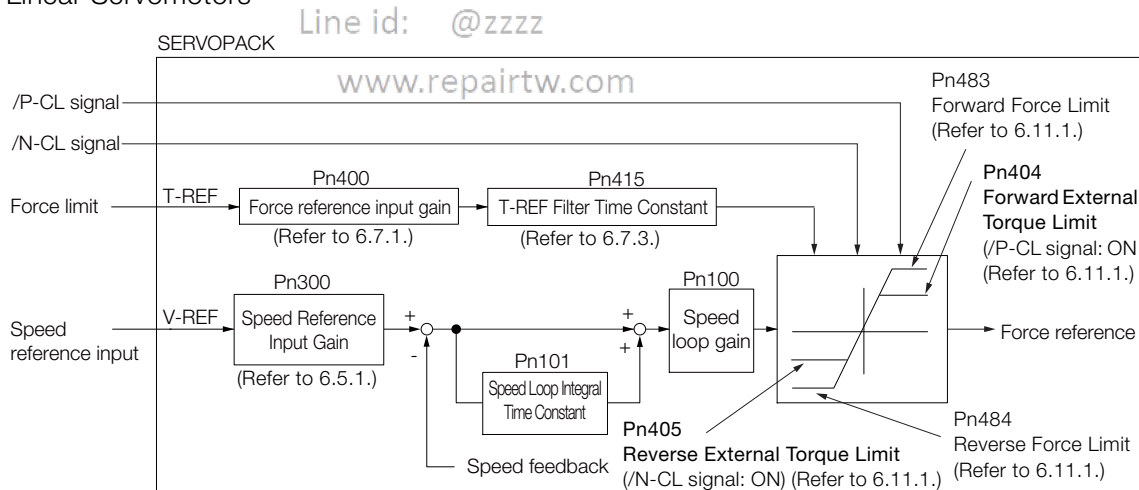 Linear Servomotors
Line id: @zzzz
SERVOPACK
www.repairtw.com
/P-CL signal
/N-CL signal
Force limit
T-REF
Pn400
Force reference input gain
(Refer to 6.7.1.)
Pn415
T-REF Filter Time Constant
(Refer to 6.7.3.)
Pn483
Forward Force Limit
(Refer to 6.11.1.)
Pn404
Forward External
Torque Limit
(/P-CL signal: ON
(Refer to 6.11.1.)
Speed
reference input
V-REF
Pn300
Speed Reference
Input Gain
(Refer to 6.5.1.)
+
-
Pn101
Speed Loop Integral
Time Constant
+
+
Pn100
Speed
loop gain
Force reference
Speed feedback
Pn405
Reverse External Torque Limit
(/N-CL signal: ON) (Refer to 6.11.1.)
Pn484
Reverse Force Limit
(Refer to 6.11.1.)